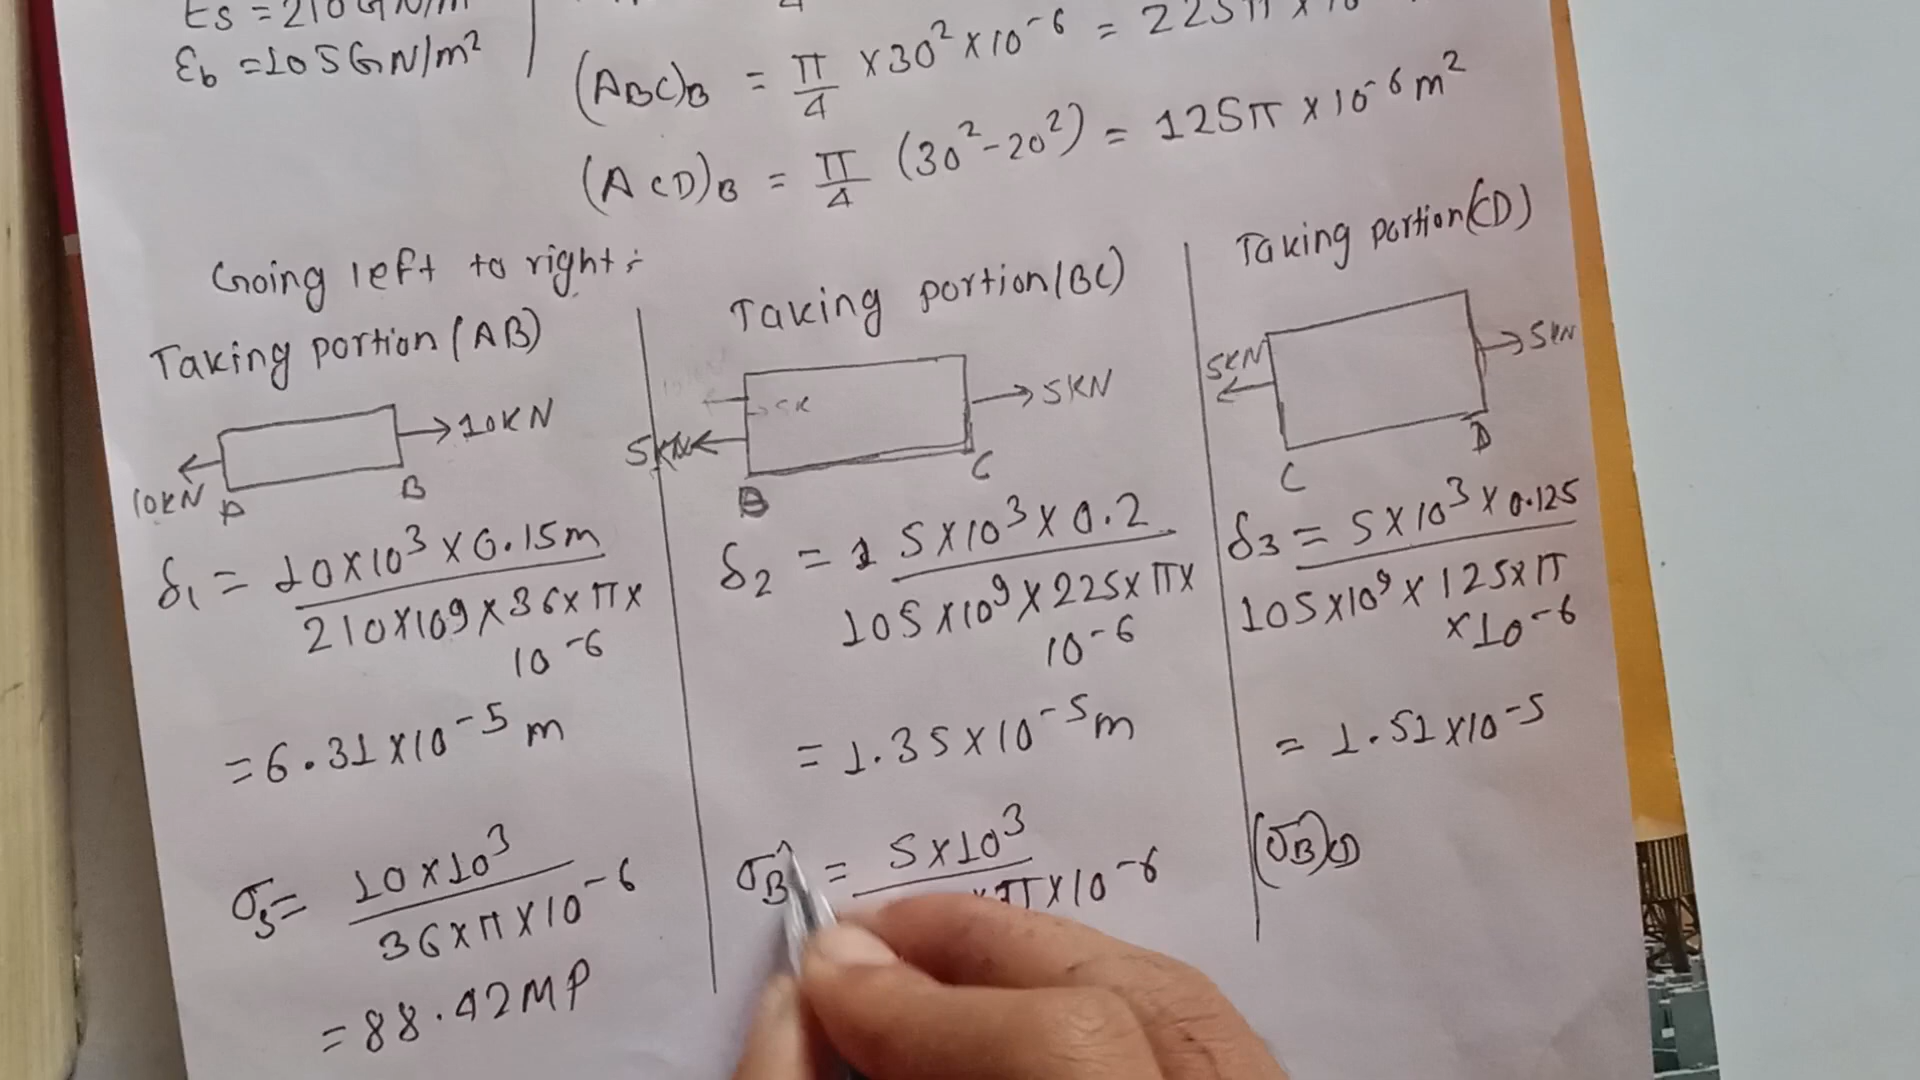 Es = 210 GN/m
Eb = 105 GN/m²
(ABC)B = π/4 × 30² × 10⁻⁶ = 225π × 10
(ACD)B = π/4 (30² - 20²) = 125π × 10⁻⁶ m²
Going left to right :-
Taking portion (AB)
10KN
10KN A B
δ₁ = 10×10³ × 0.15m / 210×10⁹ × 36 × π × 10⁻⁶
= 6.31 × 10⁻⁵ m
σs = 10×10³ / 36×π×10⁻⁶
= 88.42 MP
Taking portion (BC)
5K
5KN 5KN
B C
δ₂ = 5×10³ × 0.2 / 105×10⁹ × 225×π× 10⁻⁶
= 1.35 × 10⁻⁵ m
σB = 5×10³ / ×π×10⁻⁶
Taking portion (CD)
5KN 5KN
C D
δ₃ = 5×10³ × 0.125 / 105×10⁹ × 125×π ×10⁻⁶
= 1.51 × 10⁻⁵
(σB)CD